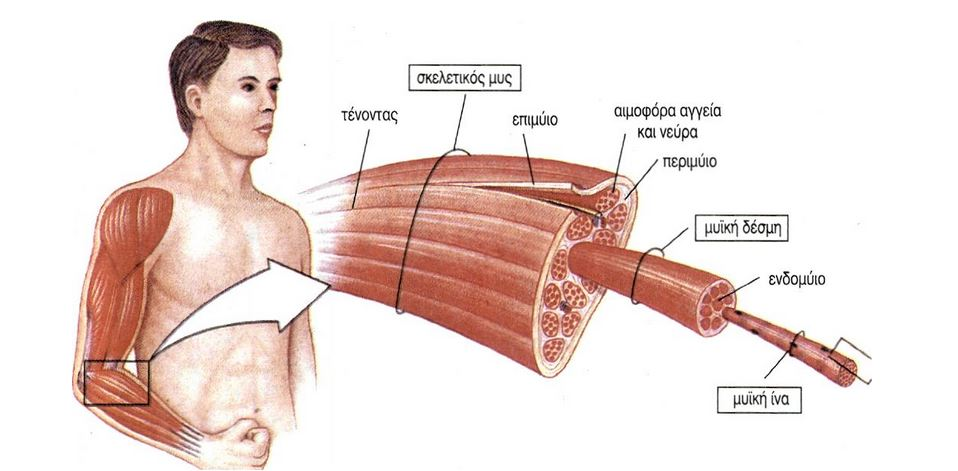 σκελετικός μυς
τένοντας
επιμύιο
αιμοφόρα αγγεία
και νεύρα
περιμύιο
μυϊκή δέσμη
ενδομύιο
μυϊκή ίνα